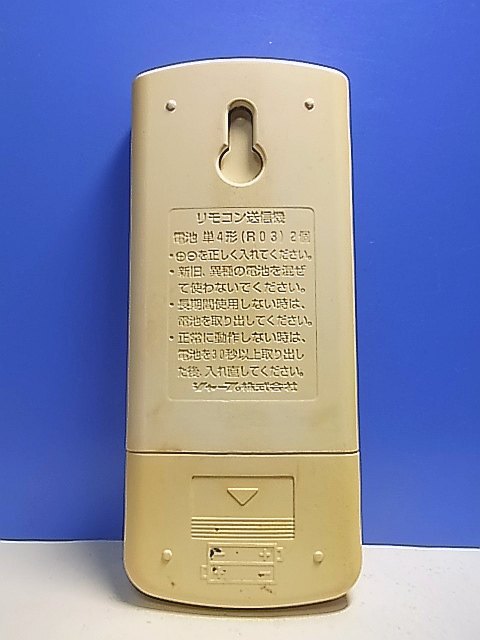 リモコン送信機
電池 単4形(R03)2個
・⊕⊖を正しく入れてください。
・新旧、異種の電池を混ぜ
て使わないでください。
・長期間使用しない時は、
電池を取り出してください。
・正常に動作しない時は、
電池を30秒以上取り出し
た後、入れ直してください。
シャープ株式会社
- +
+ -